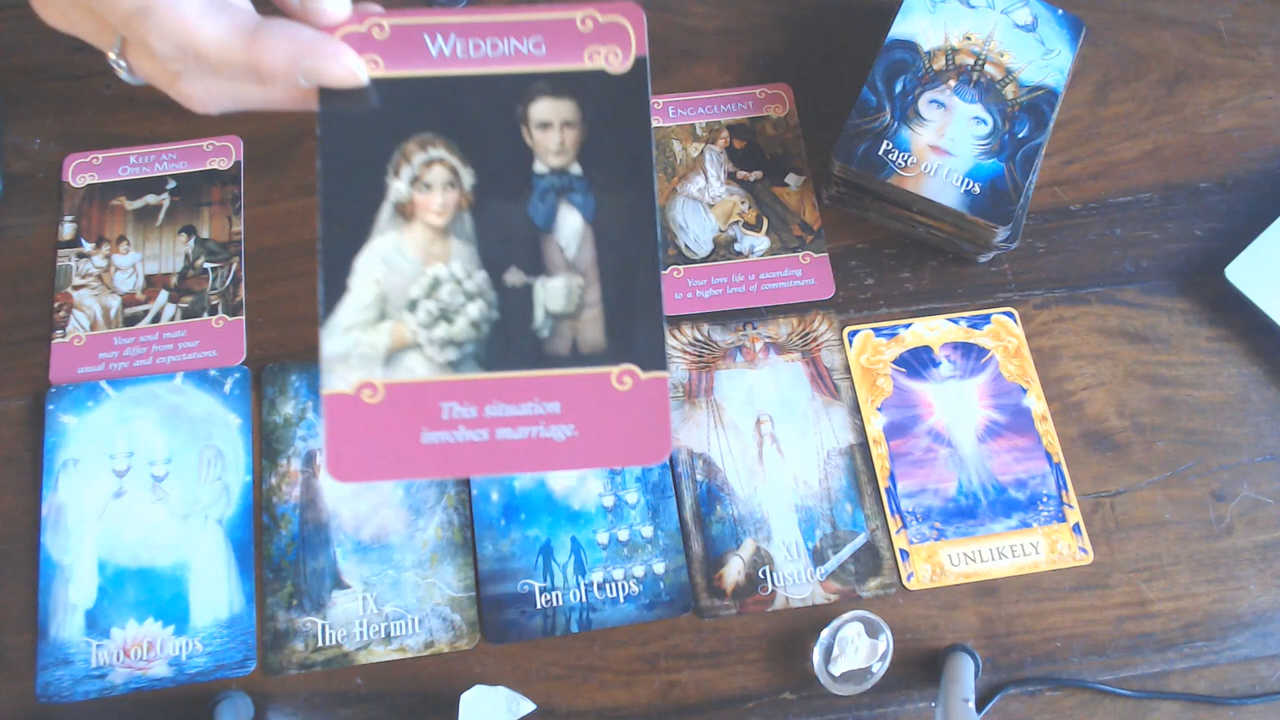 WEDDING
This situation
involves marriage.
KEEP AN
OPEN MIND
Your soul mate
may differ from your
usual type and expectations.
ENGAGEMENT
Your love life is ascending
to a higher level of commitment.
Page of Cups
Two of Cups
IX
The Hermit
Ten of Cups
XI
Justice
UNLIKELY